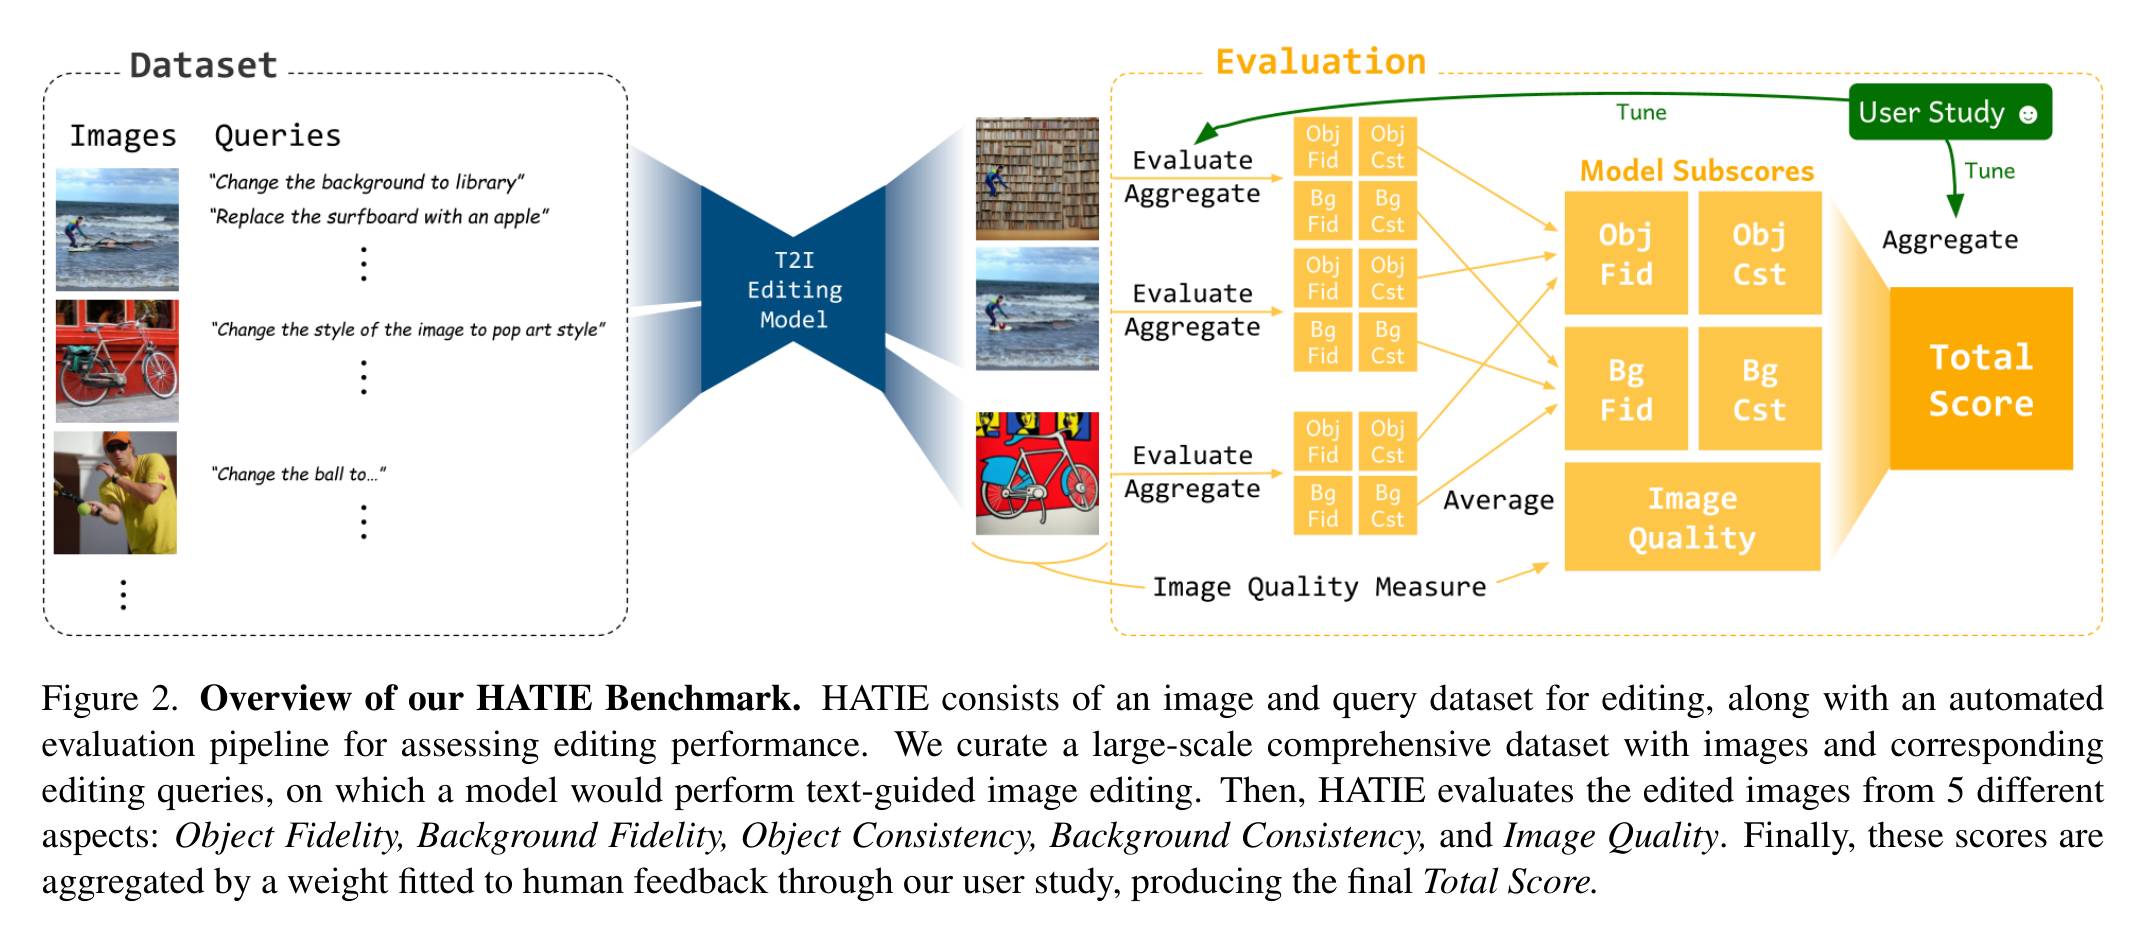 Dataset
Images Queries
“Change the background to library”
“Replace the surfboard with an apple”
“Change the style of the image to pop art style”
“Change the ball to…”
T2I
Editing
Model
Evaluation
User Study
Tune
Tune
Evaluate
Aggregate
Obj Fid
Obj Cst
Bg Fid
Bg Cst
Evaluate
Aggregate
Obj Fid
Obj Cst
Bg Fid
Bg Cst
Evaluate
Aggregate
Obj Fid
Obj Cst
Bg Fid
Bg Cst
Average
Image Quality Measure
Model Subscores
Obj Fid
Obj Cst
Bg Fid
Bg Cst
Image
Quality
Aggregate
Total
Score
Figure 2. Overview of our HATIE Benchmark. HATIE consists of an image and query dataset for editing, along with an automated
evaluation pipeline for assessing editing performance. We curate a large-scale comprehensive dataset with images and corresponding
editing queries, on which a model would perform text-guided image editing. Then, HATIE evaluates the edited images from 5 different
aspects: Object Fidelity, Background Fidelity, Object Consistency, Background Consistency, and Image Quality. Finally, these scores are
aggregated by a weight fitted to human feedback through our user study, producing the final Total Score.